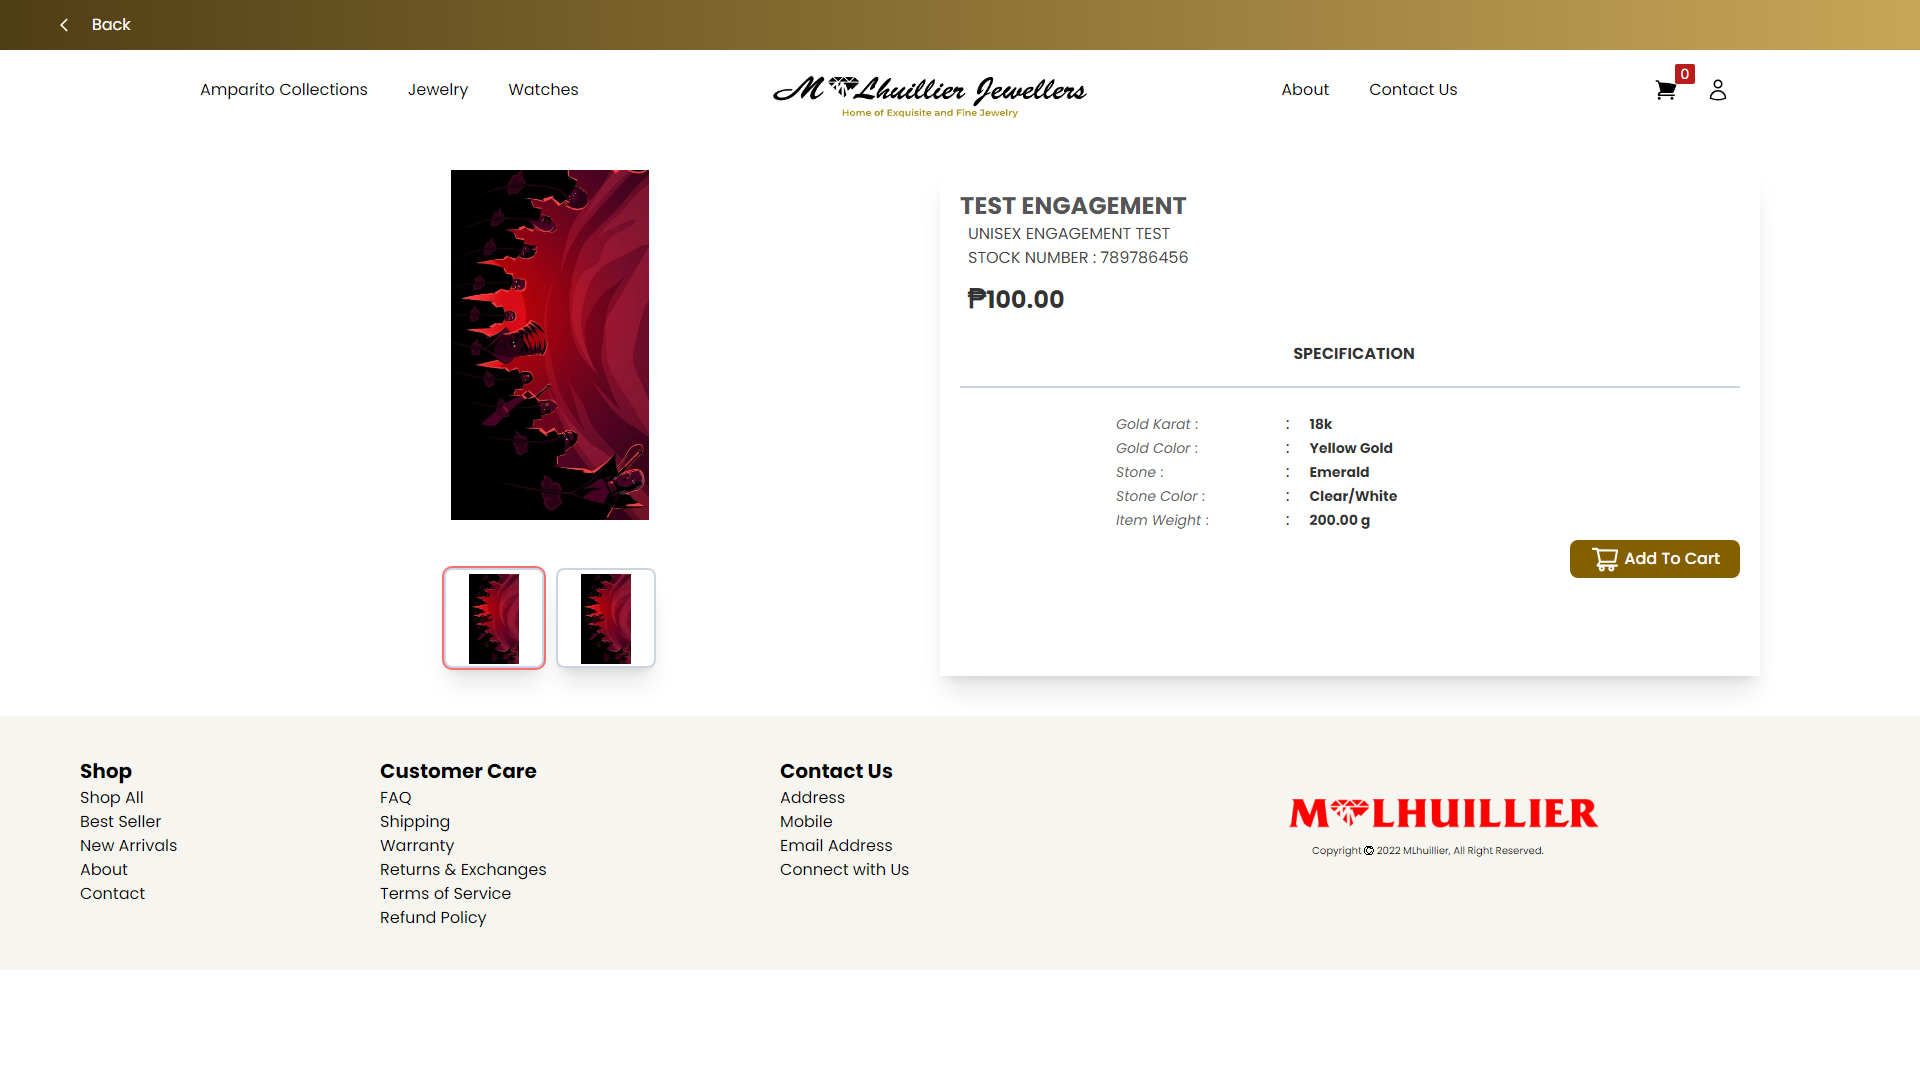 Back
Amparito Collections
Jewelry
Watches
M Lhuillier Jewellers
Home of Exquisite and Fine Jewelry
About
Contact Us
0
TEST ENGAGEMENT
UNISEX ENGAGEMENT TEST
STOCK NUMBER : 789786456
₱100.00
SPECIFICATION
Gold Karat : : 18k
Gold Color : : Yellow Gold
Stone : : Emerald
Stone Color : : Clear/White
Item Weight : : 200.00 g
Add To Cart
Shop
Shop All
Best Seller
New Arrivals
About
Contact
Customer Care
FAQ
Shipping
Warranty
Returns & Exchanges
Terms of Service
Refund Policy
Contact Us
Address
Mobile
Email Address
Connect with Us
M LHUILLIER
Copyright © 2022 MLhuillier, All Right Reserved.